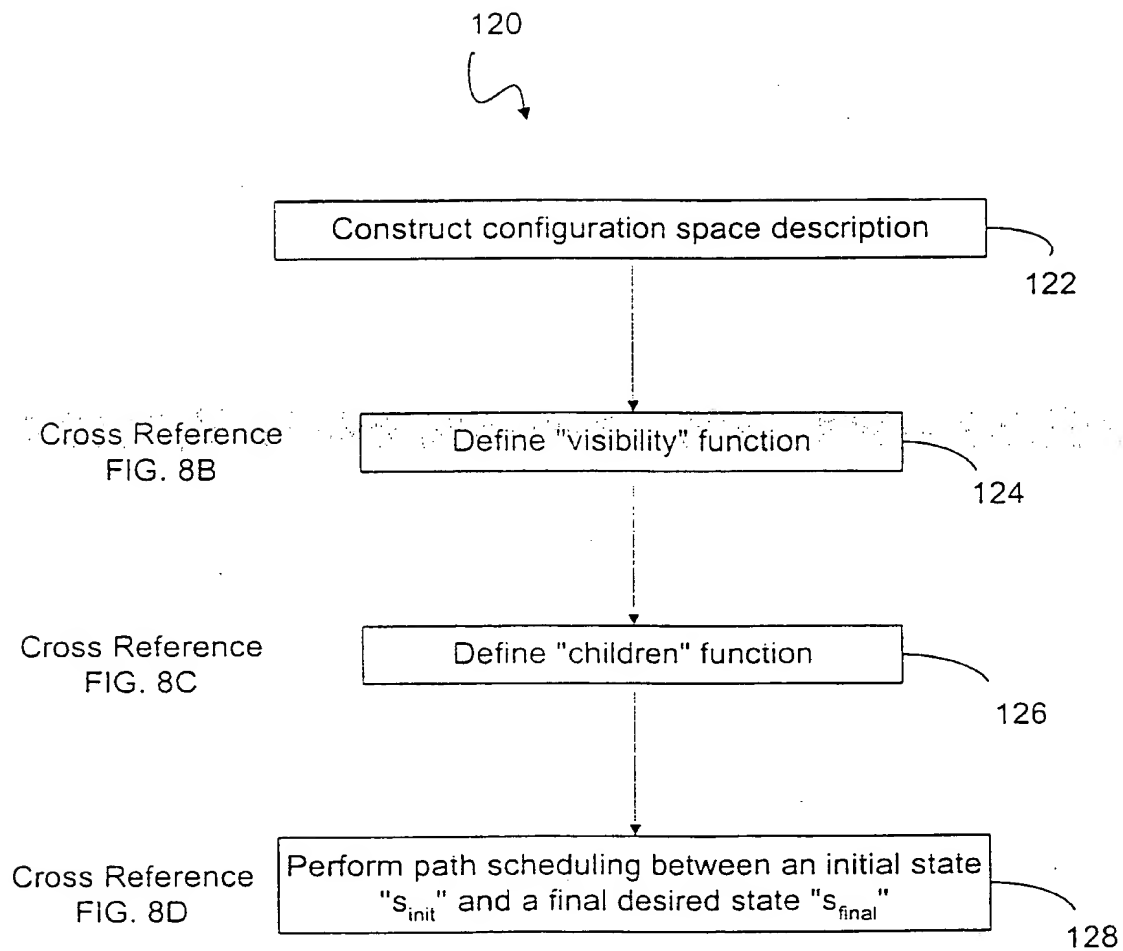 120
Construct configuration space description
122
Cross Reference
FIG. 8B
Define "visibility" function
124
Cross Reference
FIG. 8C
Define "children" function
126
Cross Reference
FIG. 8D
Perform path scheduling between an initial state
"s_init" and a final desired state "s_final"
128